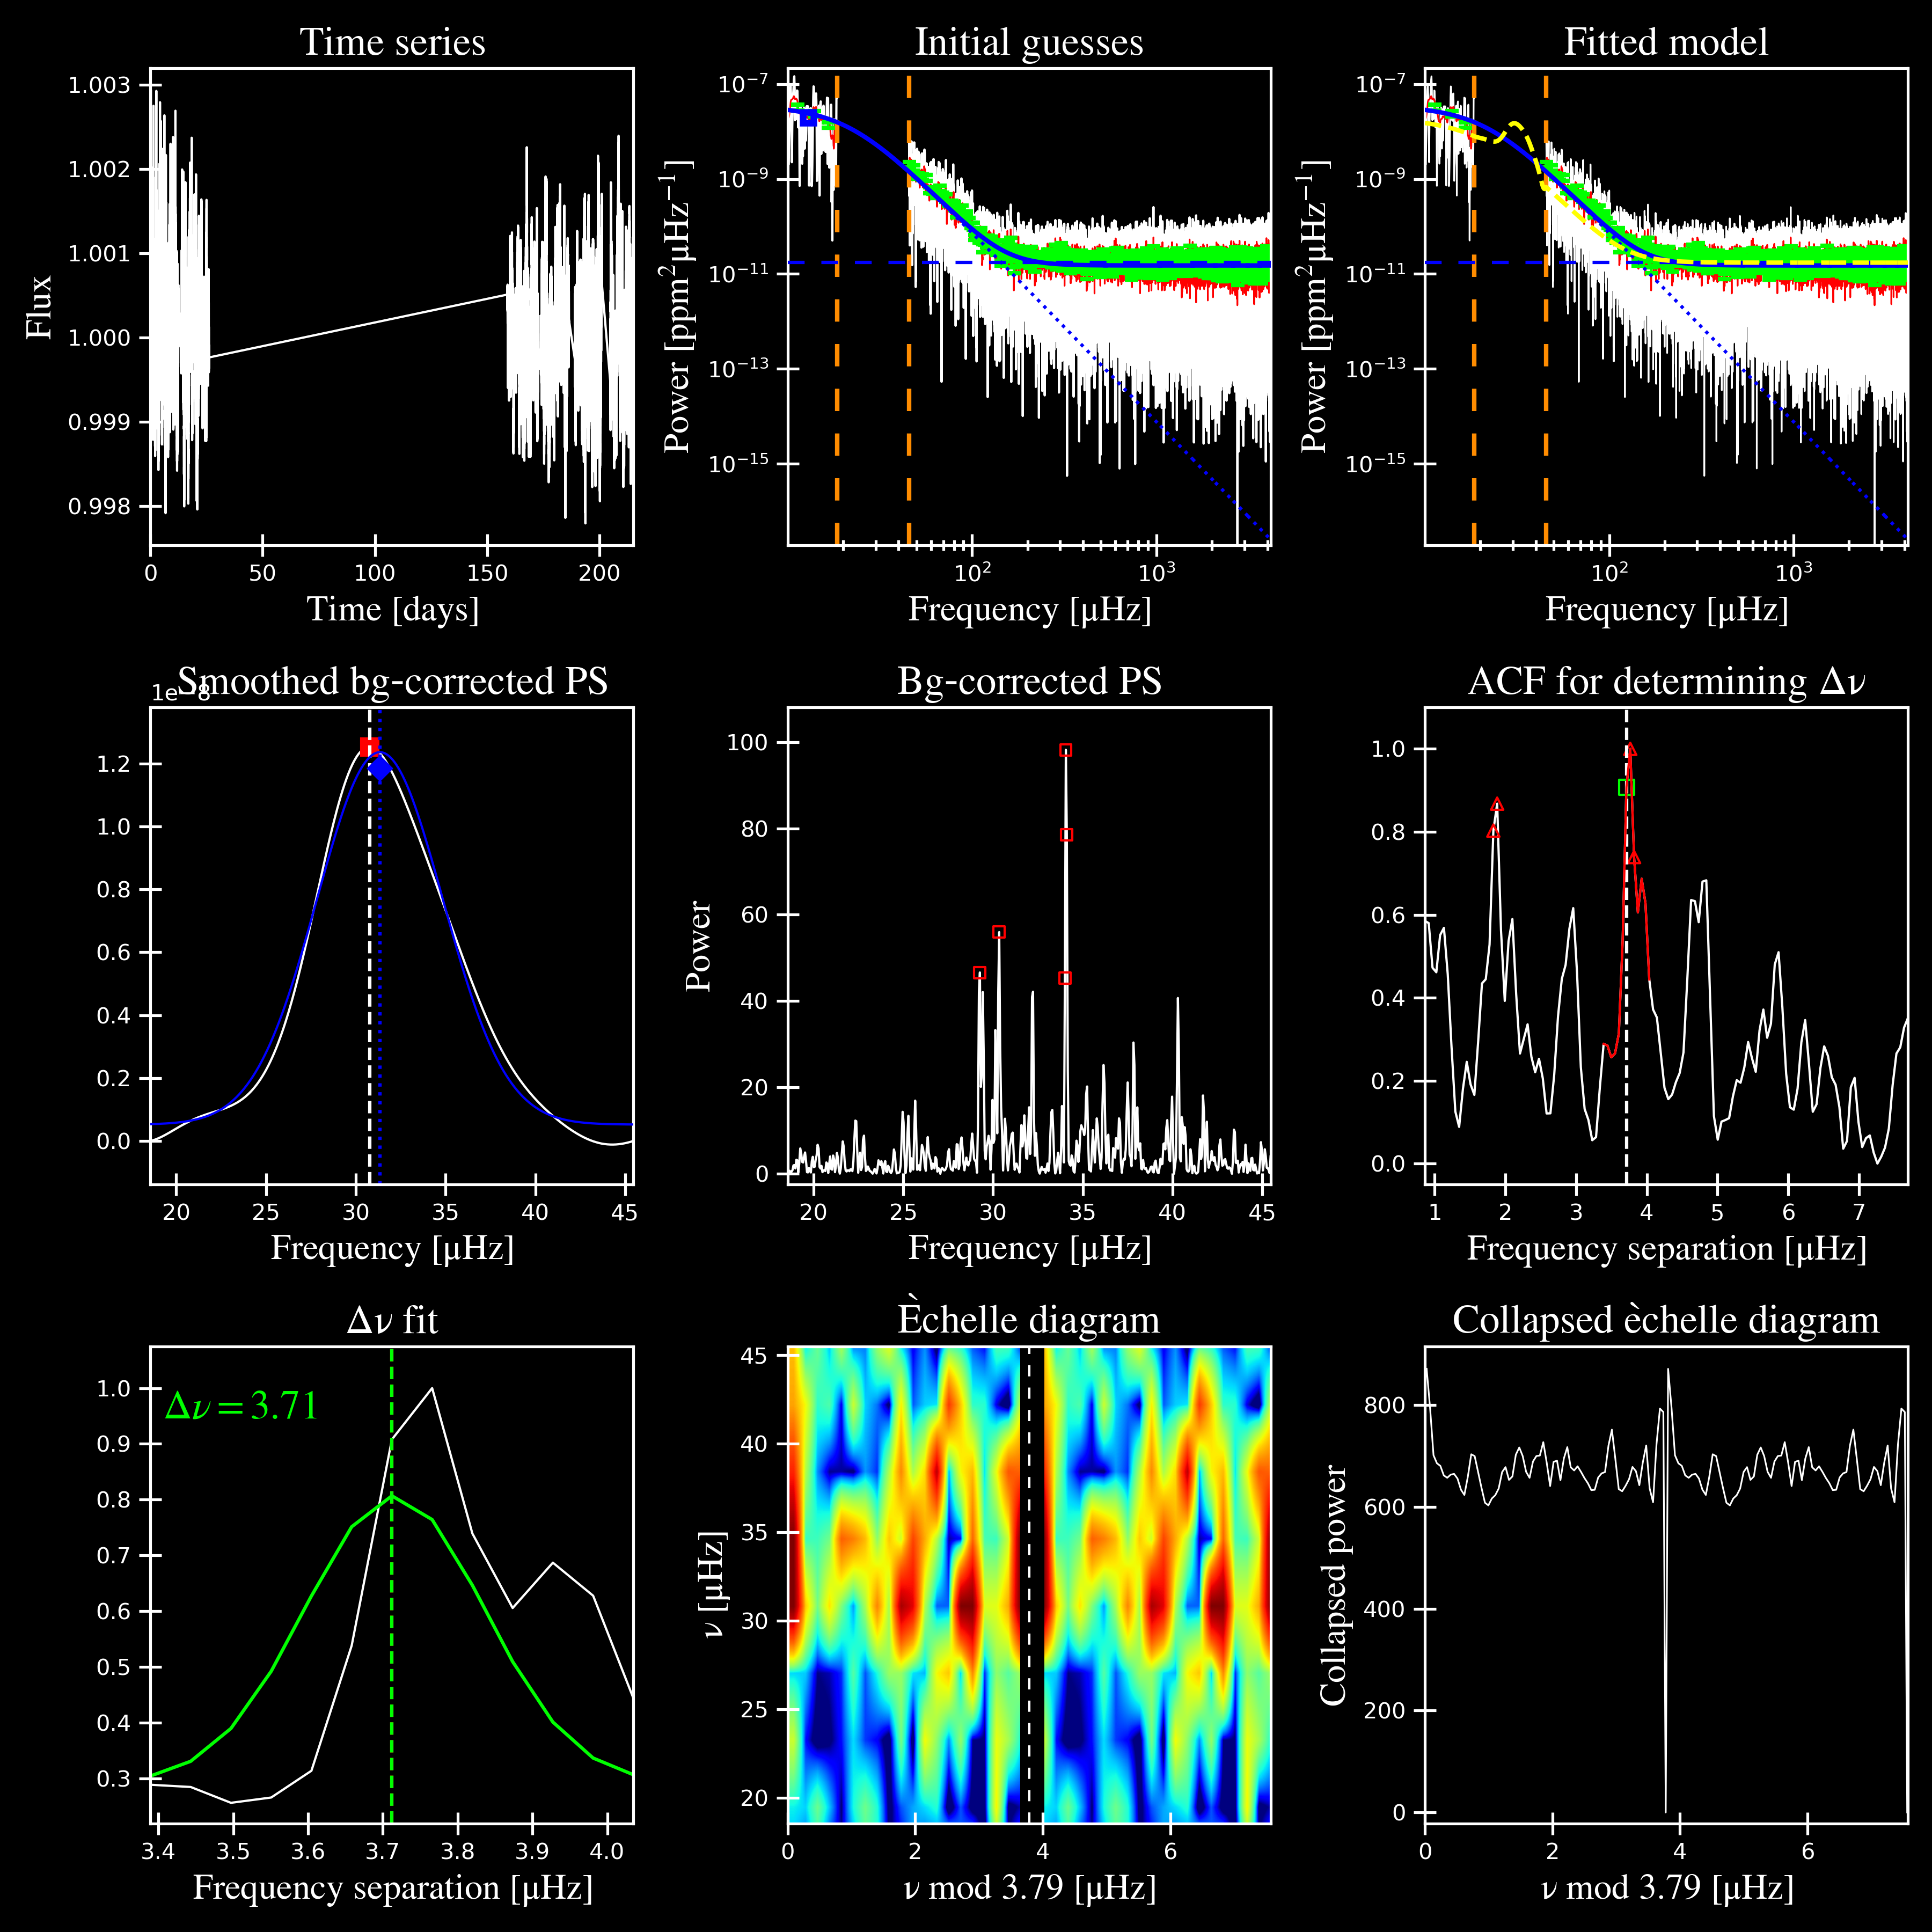 Time series
1.003
1.002
1.001
1.000
0.999
0.998
Flux
0 50 100 150 200
Time [days]
Initial guesses
10⁻⁷
10⁻⁹
10⁻¹¹
10⁻¹³
10⁻¹⁵
Power [ppm²μHz⁻¹]
10² 10³
Frequency [μHz]
Fitted model
10⁻⁷
10⁻⁹
10⁻¹¹
10⁻¹³
10⁻¹⁵
Power [ppm²μHz⁻¹]
10² 10³
Frequency [μHz]
Smoothed bg-corrected PS
1e−8
1.2
1.0
0.8
0.6
0.4
0.2
0.0
20 25 30 35 40 45
Frequency [μHz]
Bg-corrected PS
100
80
60
40
20
0
Power
20 25 30 35 40 45
Frequency [μHz]
ACF for determining Δν
1.0
0.8
0.6
0.4
0.2
0.0
1 2 3 4 5 6 7
Frequency separation [μHz]
Δν fit
Δν = 3.71
1.0
0.9
0.8
0.7
0.6
0.5
0.4
0.3
3.4 3.5 3.6 3.7 3.8 3.9 4.0
Frequency separation [μHz]
Èchelle diagram
45
40
35
30
25
20
ν [μHz]
0 2 4 6
ν mod 3.79 [μHz]
Collapsed èchelle diagram
800
600
400
200
0
Collapsed power
0 2 4 6
ν mod 3.79 [μHz]